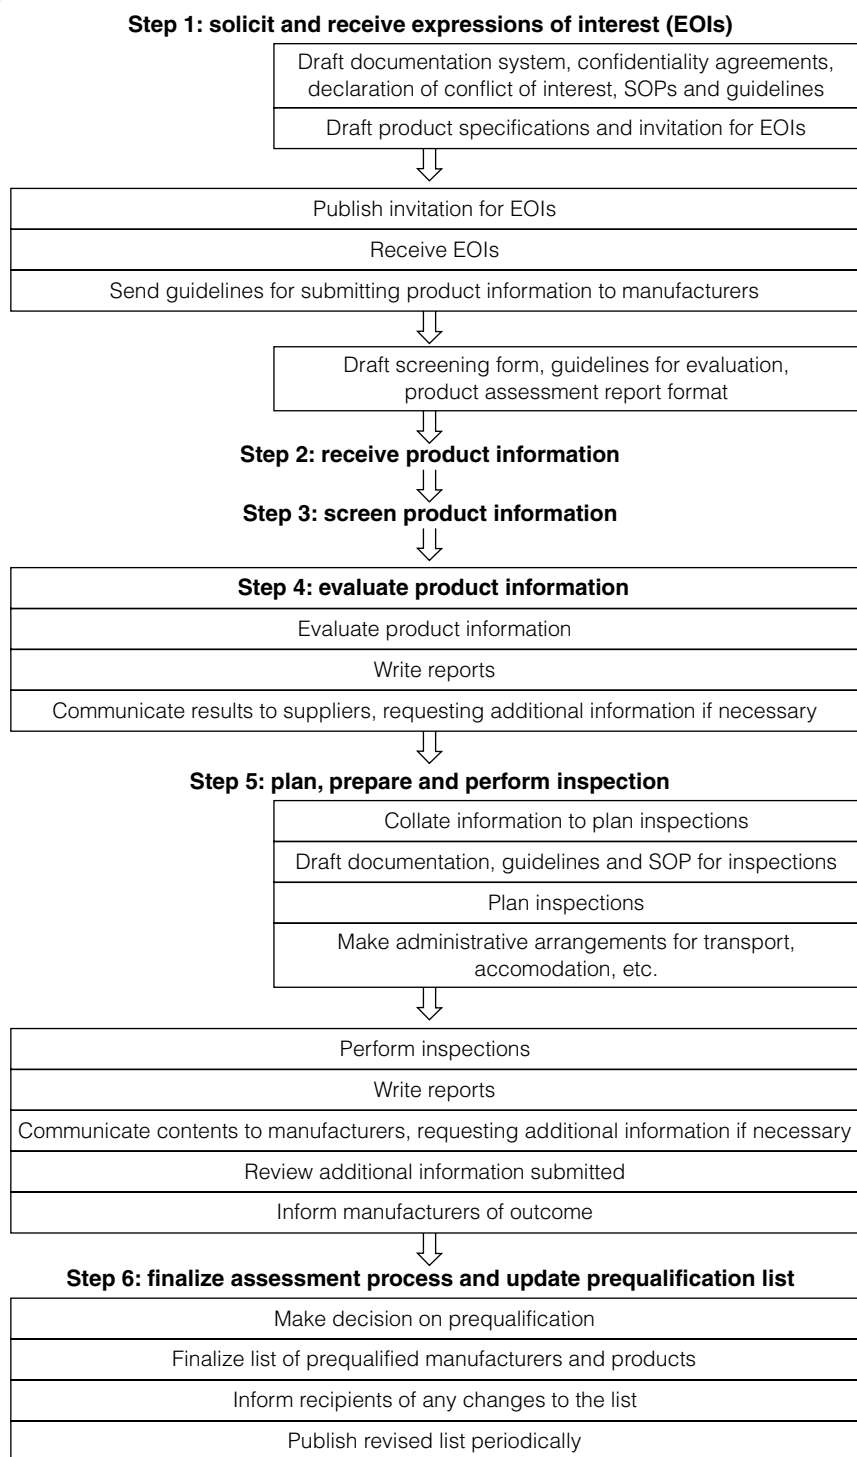 Step 1: solicit and receive expressions of interest (EOIs)
Draft documentation system, confidentiality agreements,
declaration of conflict of interest, SOPs and guidelines
Draft product specifications and invitation for EOIs
Publish invitation for EOIs
Receive EOIs
Send guidelines for submitting product information to manufacturers
Draft screening form, guidelines for evaluation,
product assessment report format
Step 2: receive product information
Step 3: screen product information
Step 4: evaluate product information
Evaluate product information
Write reports
Communicate results to suppliers, requesting additional information if necessary
Step 5: plan, prepare and perform inspection
Collate information to plan inspections
Draft documentation, guidelines and SOP for inspections
Plan inspections
Make administrative arrangements for transport,
accomodation, etc.
Perform inspections
Write reports
Communicate contents to manufacturers, requesting additional information if necessary
Review additional information submitted
Inform manufacturers of outcome
Step 6: finalize assessment process and update prequalification list
Make decision on prequalification
Finalize list of prequalified manufacturers and products
Inform recipients of any changes to the list
Publish revised list periodically